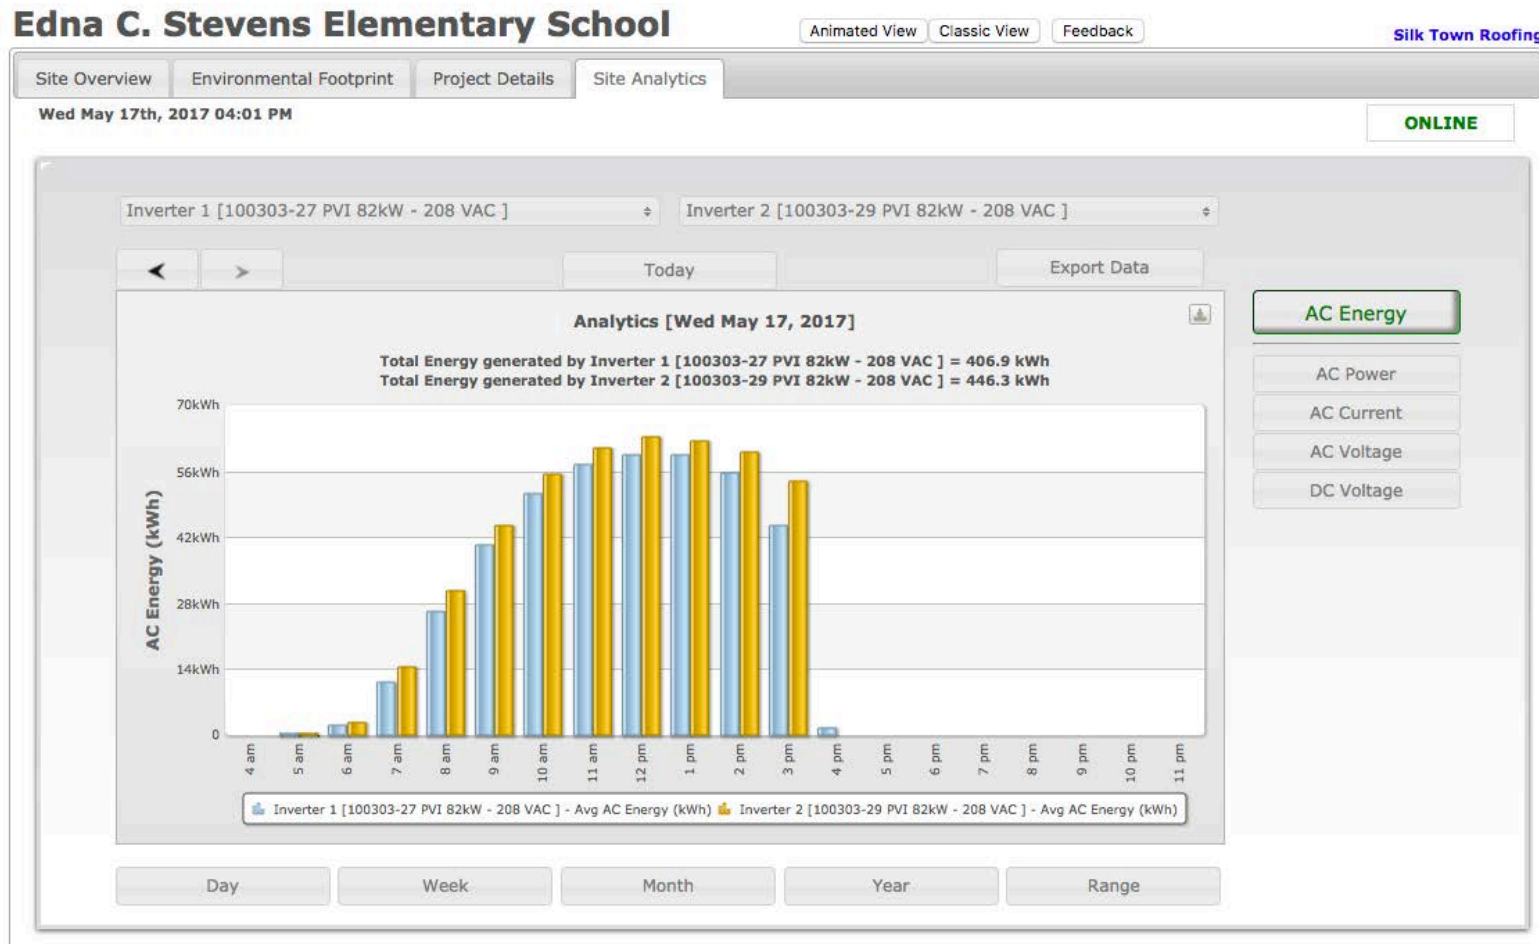 Edna C. Stevens Elementary School
Animated View Classic View Feedback
Silk Town Roofing
Site Overview Environmental Footprint Project Details Site Analytics
Wed May 17th, 2017 04:01 PM
ONLINE
Inverter 1 [100303-27 PVI 82kW - 208 VAC ] Inverter 2 [100303-29 PVI 82kW - 208 VAC ]
Today Export Data
Analytics [Wed May 17, 2017]
Total Energy generated by Inverter 1 [100303-27 PVI 82kW - 208 VAC ] = 406.9 kWh
Total Energy generated by Inverter 2 [100303-29 PVI 82kW - 208 VAC ] = 446.3 kWh
AC Energy (kWh)
70kWh
56kWh
42kWh
28kWh
14kWh
0
4 am 5 am 6 am 7 am 8 am 9 am 10 am 11 am 12 pm 1 pm 2 pm 3 pm 4 pm 5 pm 6 pm 7 pm 8 pm 9 pm 10 pm 11 pm
Inverter 1 [100303-27 PVI 82kW - 208 VAC ] - Avg AC Energy (kWh) Inverter 2 [100303-29 PVI 82kW - 208 VAC ] - Avg AC Energy (kWh)
AC Energy
AC Power
AC Current
AC Voltage
DC Voltage
Day Week Month Year Range